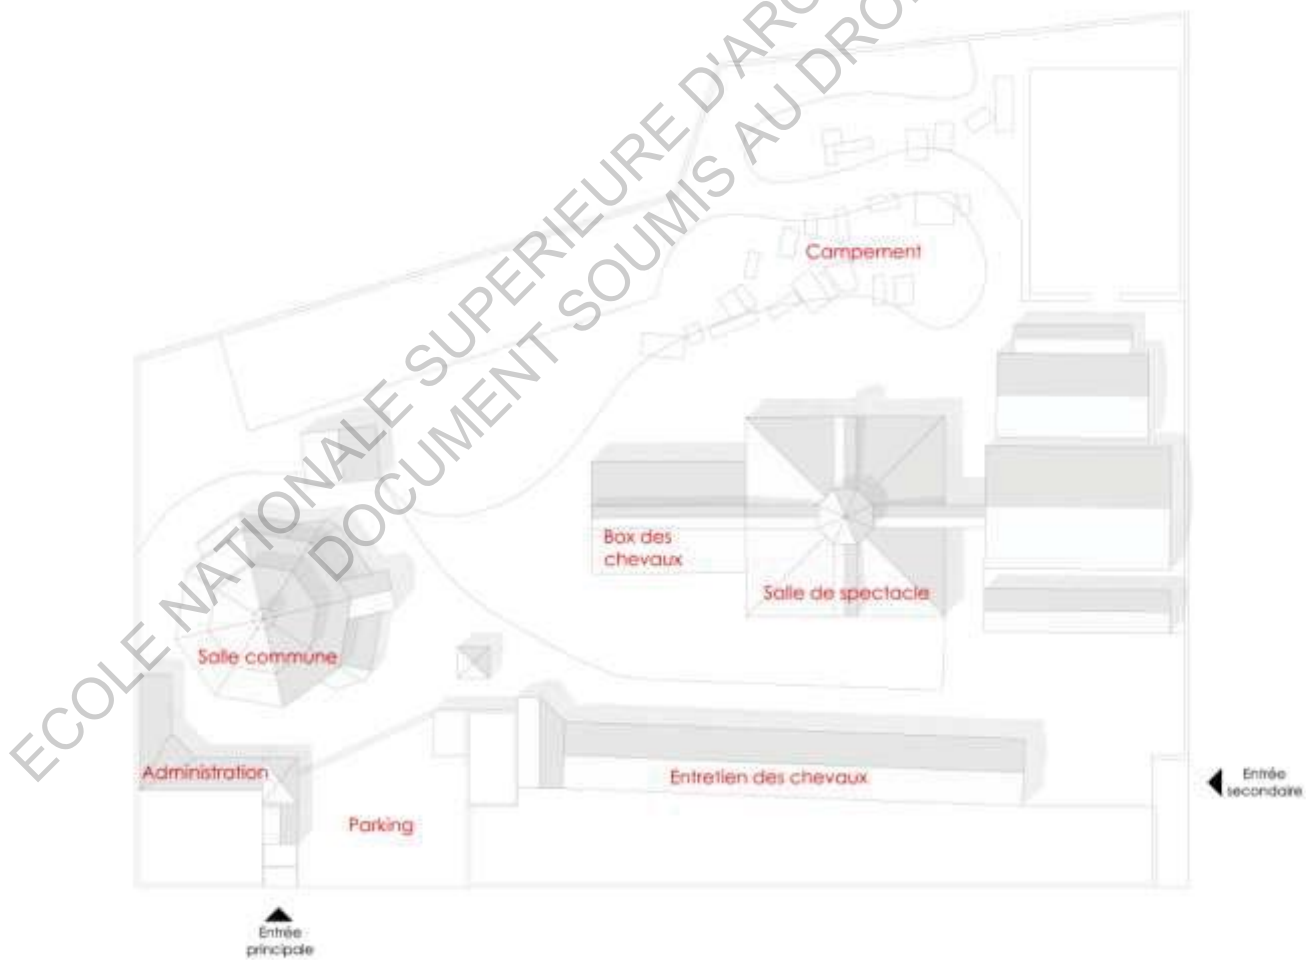 ECOLE NATIONALE SUPERIEURE D'ARC
DOCUMENT SOUMIS AU DRO
Campement
Box des
chevaux
Salle de spectacle
Salle commune
Administration
Entretien des chevaux
Parking
Entrée
secondaire
Entrée
principale